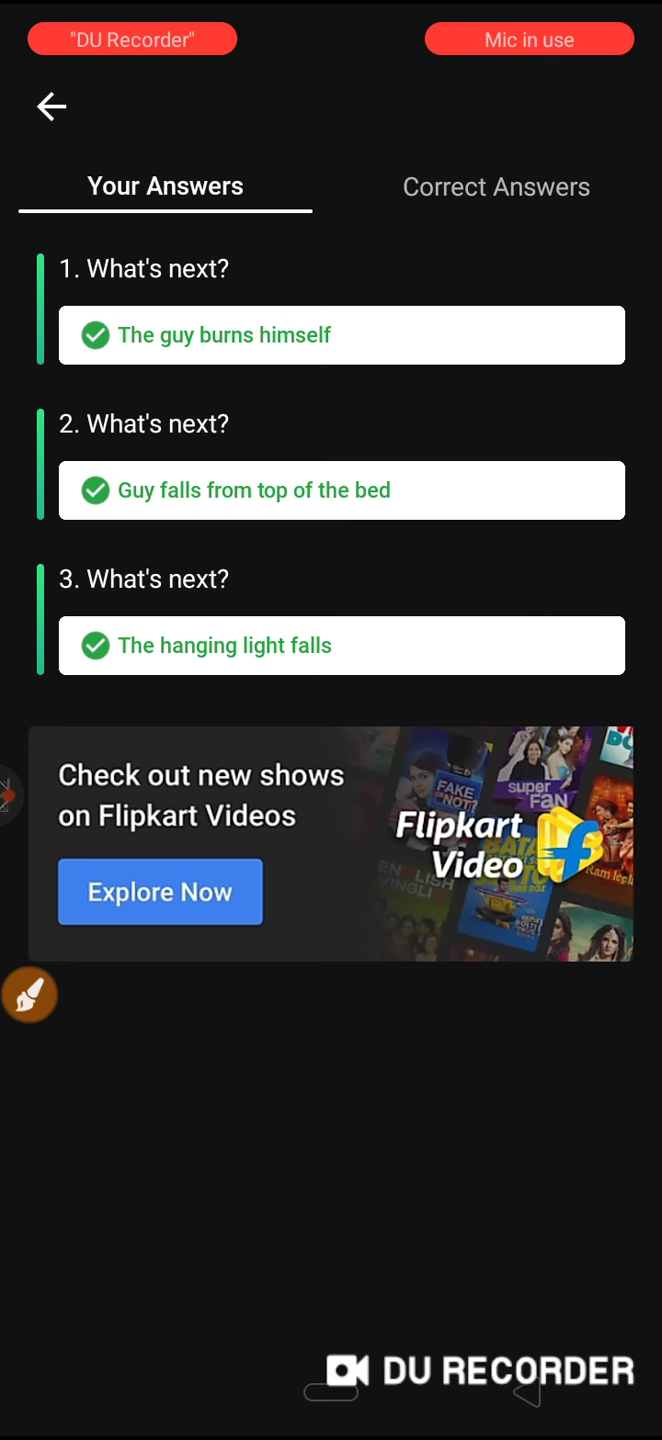 "DU Recorder"
Mic in use
Your Answers
Correct Answers
1. What's next?
The guy burns himself
2. What's next?
Guy falls from top of the bed
3. What's next?
The hanging light falls
Check out new shows
on Flipkart Videos
Explore Now
FAKE
OR NOT?
super
FAN
Flipkart
Video
DU RECORDER